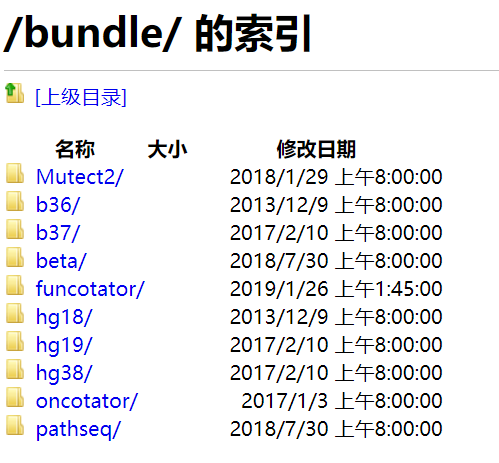 /bundle/ 的索引
[上级目录]
名称 大小 修改日期
Mutect2/ 2018/1/29 上午8:00:00
b36/ 2013/12/9 上午8:00:00
b37/ 2017/2/10 上午8:00:00
beta/ 2018/7/30 上午8:00:00
funcotator/ 2019/1/26 上午1:45:00
hg18/ 2013/12/9 上午8:00:00
hg19/ 2017/2/10 上午8:00:00
hg38/ 2017/2/10 上午8:00:00
oncotator/ 2017/1/3 上午8:00:00
pathseq/ 2018/7/30 上午8:00:00